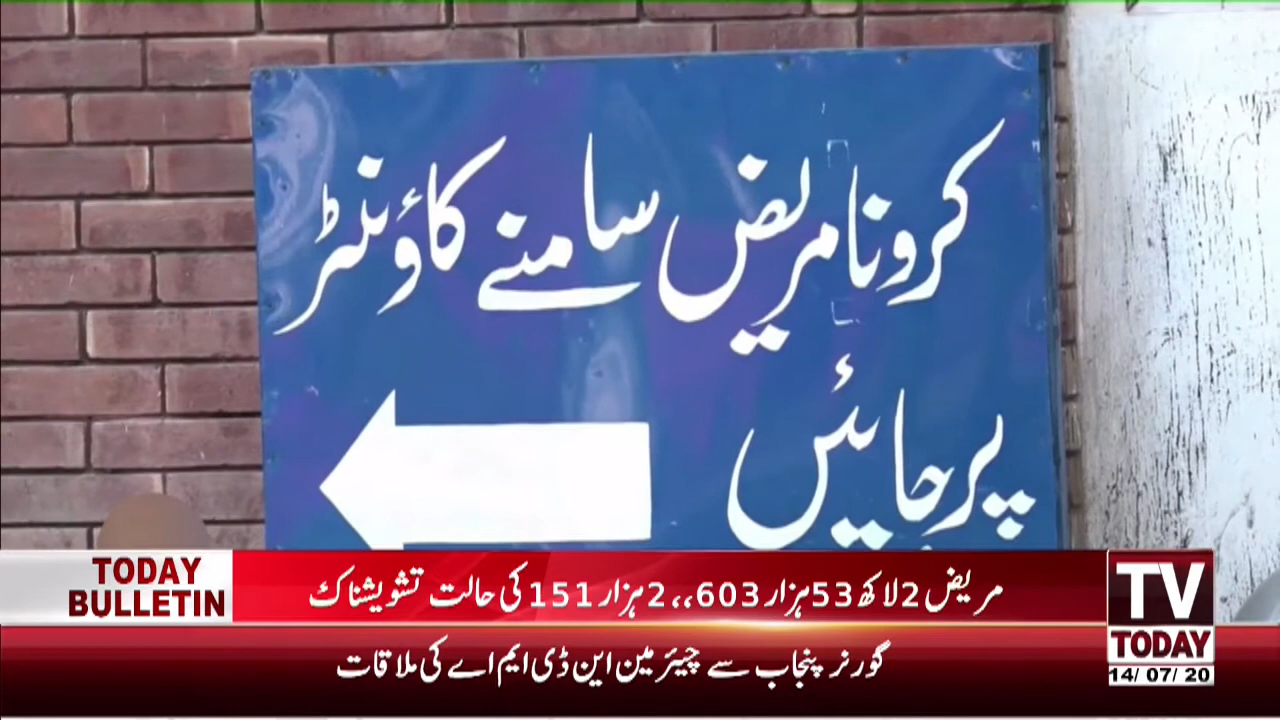 کرونا مریض سامنے کاؤنٹر
پر جائیں
TODAY
BULLETIN
مریض 2 لاکھ 53 ہزار 603،،2 ہزار 151 کی حالت تشویشناک
گورنر پنجاب سے چیئرمین این ڈی ایم اے کی ملاقات
TV
TODAY
14/ 07/ 20